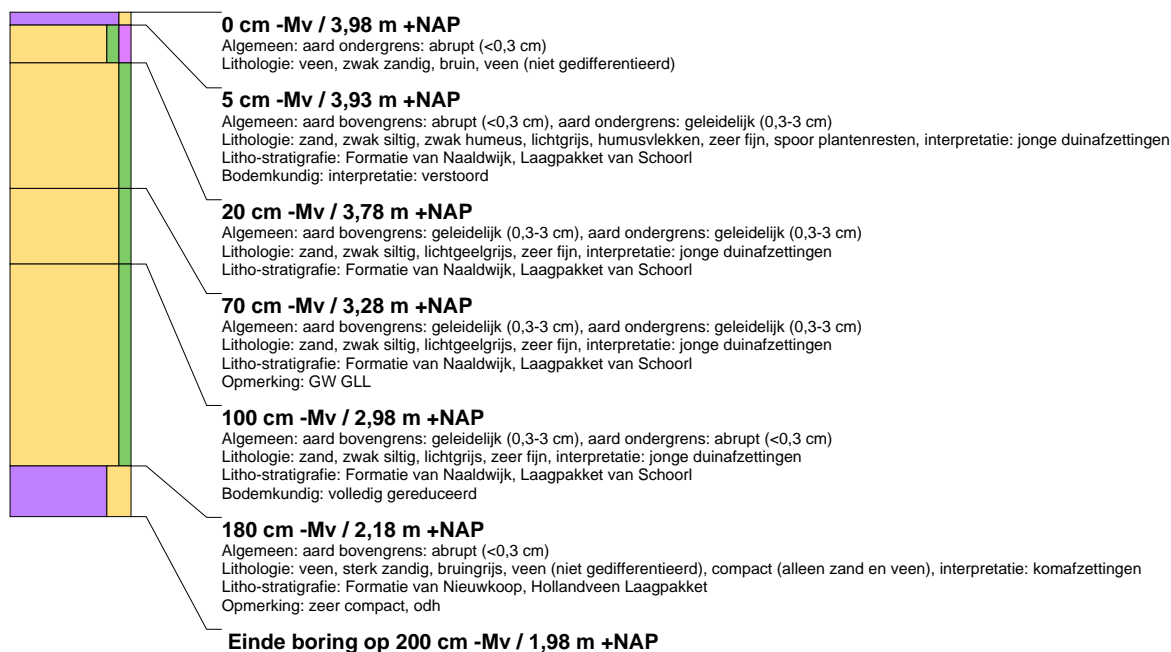 0 cm -Mv / 3,98 m +NAP
Algemeen: aard ondergrens: abrupt (<0,3 cm)
Lithologie: veen, zwak zandig, bruin, veen (niet gedifferentieerd)
5 cm -Mv / 3,93 m +NAP
Algemeen: aard bovengrens: abrupt (<0,3 cm), aard ondergrens: geleidelijk (0,3-3 cm)
Lithologie: zand, zwak siltig, zwak humeus, lichtgrijs, humusvlekken, zeer fijn, spoor plantenresten, interpretatie: jonge duinafzettingen
Litho-stratigrafie: Formatie van Naaldwijk, Laagpakket van Schoorl
Bodemkundig: interpretatie: verstoord
20 cm -Mv / 3,78 m +NAP
Algemeen: aard bovengrens: geleidelijk (0,3-3 cm), aard ondergrens: geleidelijk (0,3-3 cm)
Lithologie: zand, zwak siltig, lichtgeelgrijs, zeer fijn, interpretatie: jonge duinafzettingen
Litho-stratigrafie: Formatie van Naaldwijk, Laagpakket van Schoorl
70 cm -Mv / 3,28 m +NAP
Algemeen: aard bovengrens: geleidelijk (0,3-3 cm), aard ondergrens: geleidelijk (0,3-3 cm)
Lithologie: zand, zwak siltig, lichtgeelgrijs, zeer fijn, interpretatie: jonge duinafzettingen
Litho-stratigrafie: Formatie van Naaldwijk, Laagpakket van Schoorl
Opmerking: GW GLL
100 cm -Mv / 2,98 m +NAP
Algemeen: aard bovengrens: geleidelijk (0,3-3 cm), aard ondergrens: abrupt (<0,3 cm)
Lithologie: zand, zwak siltig, lichtgrijs, zeer fijn, interpretatie: jonge duinafzettingen
Litho-stratigrafie: Formatie van Naaldwijk, Laagpakket van Schoorl
Bodemkundig: volledig gereduceerd
180 cm -Mv / 2,18 m +NAP
Algemeen: aard bovengrens: abrupt (<0,3 cm)
Lithologie: veen, sterk zandig, bruingrijs, veen (niet gedifferentieerd), compact (alleen zand en veen), interpretatie: komafzettingen
Litho-stratigrafie: Formatie van Nieuwkoop, Hollandveen Laagpakket
Opmerking: zeer compact, odh
Einde boring op 200 cm -Mv / 1,98 m +NAP